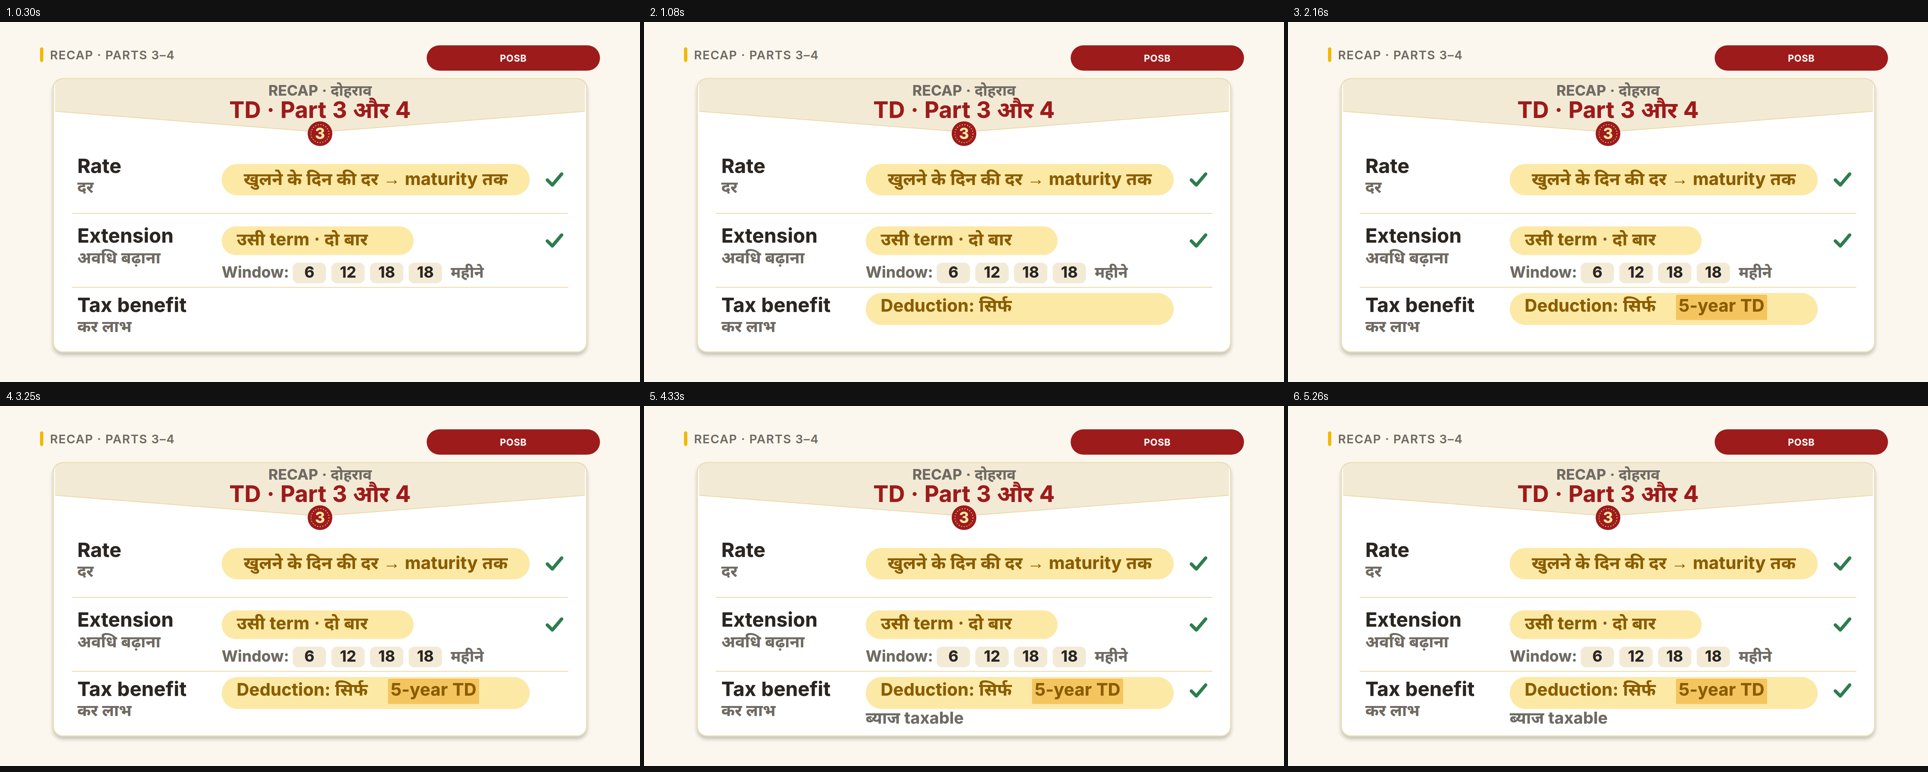 1. 0.30s
RECAP · PARTS 3–4
POSB
RECAP · दोहराव
TD · Part 3 और 4
3
Rate
दर
खुलने के दिन की दर → maturity तक
Extension
अवधि बढ़ाना
उसी term · दो बार
Window: 6 12 18 18 महीने
Tax benefit
कर लाभ
2. 1.08s
RECAP · PARTS 3–4
POSB
RECAP · दोहराव
TD · Part 3 और 4
3
Rate
दर
खुलने के दिन की दर → maturity तक
Extension
अवधि बढ़ाना
उसी term · दो बार
Window: 6 12 18 18 महीने
Tax benefit
कर लाभ
Deduction: सिर्फ
3. 2.16s
RECAP · PARTS 3–4
POSB
RECAP · दोहराव
TD · Part 3 और 4
3
Rate
दर
खुलने के दिन की दर → maturity तक
Extension
अवधि बढ़ाना
उसी term · दो बार
Window: 6 12 18 18 महीने
Tax benefit
कर लाभ
Deduction: सिर्फ 5-year TD
4. 3.25s
RECAP · PARTS 3–4
POSB
RECAP · दोहराव
TD · Part 3 और 4
3
Rate
दर
खुलने के दिन की दर → maturity तक
Extension
अवधि बढ़ाना
उसी term · दो बार
Window: 6 12 18 18 महीने
Tax benefit
कर लाभ
Deduction: सिर्फ 5-year TD
5. 4.33s
RECAP · PARTS 3–4
POSB
RECAP · दोहराव
TD · Part 3 और 4
3
Rate
दर
खुलने के दिन की दर → maturity तक
Extension
अवधि बढ़ाना
उसी term · दो बार
Window: 6 12 18 18 महीने
Tax benefit
कर लाभ
Deduction: सिर्फ 5-year TD
ब्याज taxable
6. 5.26s
RECAP · PARTS 3–4
POSB
RECAP · दोहराव
TD · Part 3 और 4
3
Rate
दर
खुलने के दिन की दर → maturity तक
Extension
अवधि बढ़ाना
उसी term · दो बार
Window: 6 12 18 18 महीने
Tax benefit
कर लाभ
Deduction: सिर्फ 5-year TD
ब्याज taxable